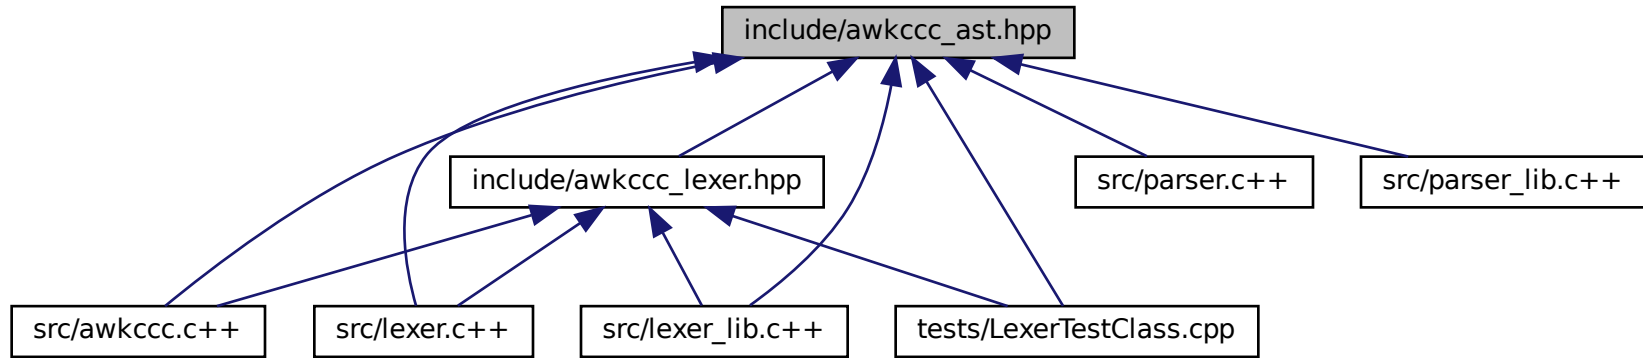 include/awkccc_ast.hpp
include/awkccc_lexer.hpp
src/parser.c++
src/parser_lib.c++
src/awkccc.c++
src/lexer.c++
src/lexer_lib.c++
tests/LexerTestClass.cpp